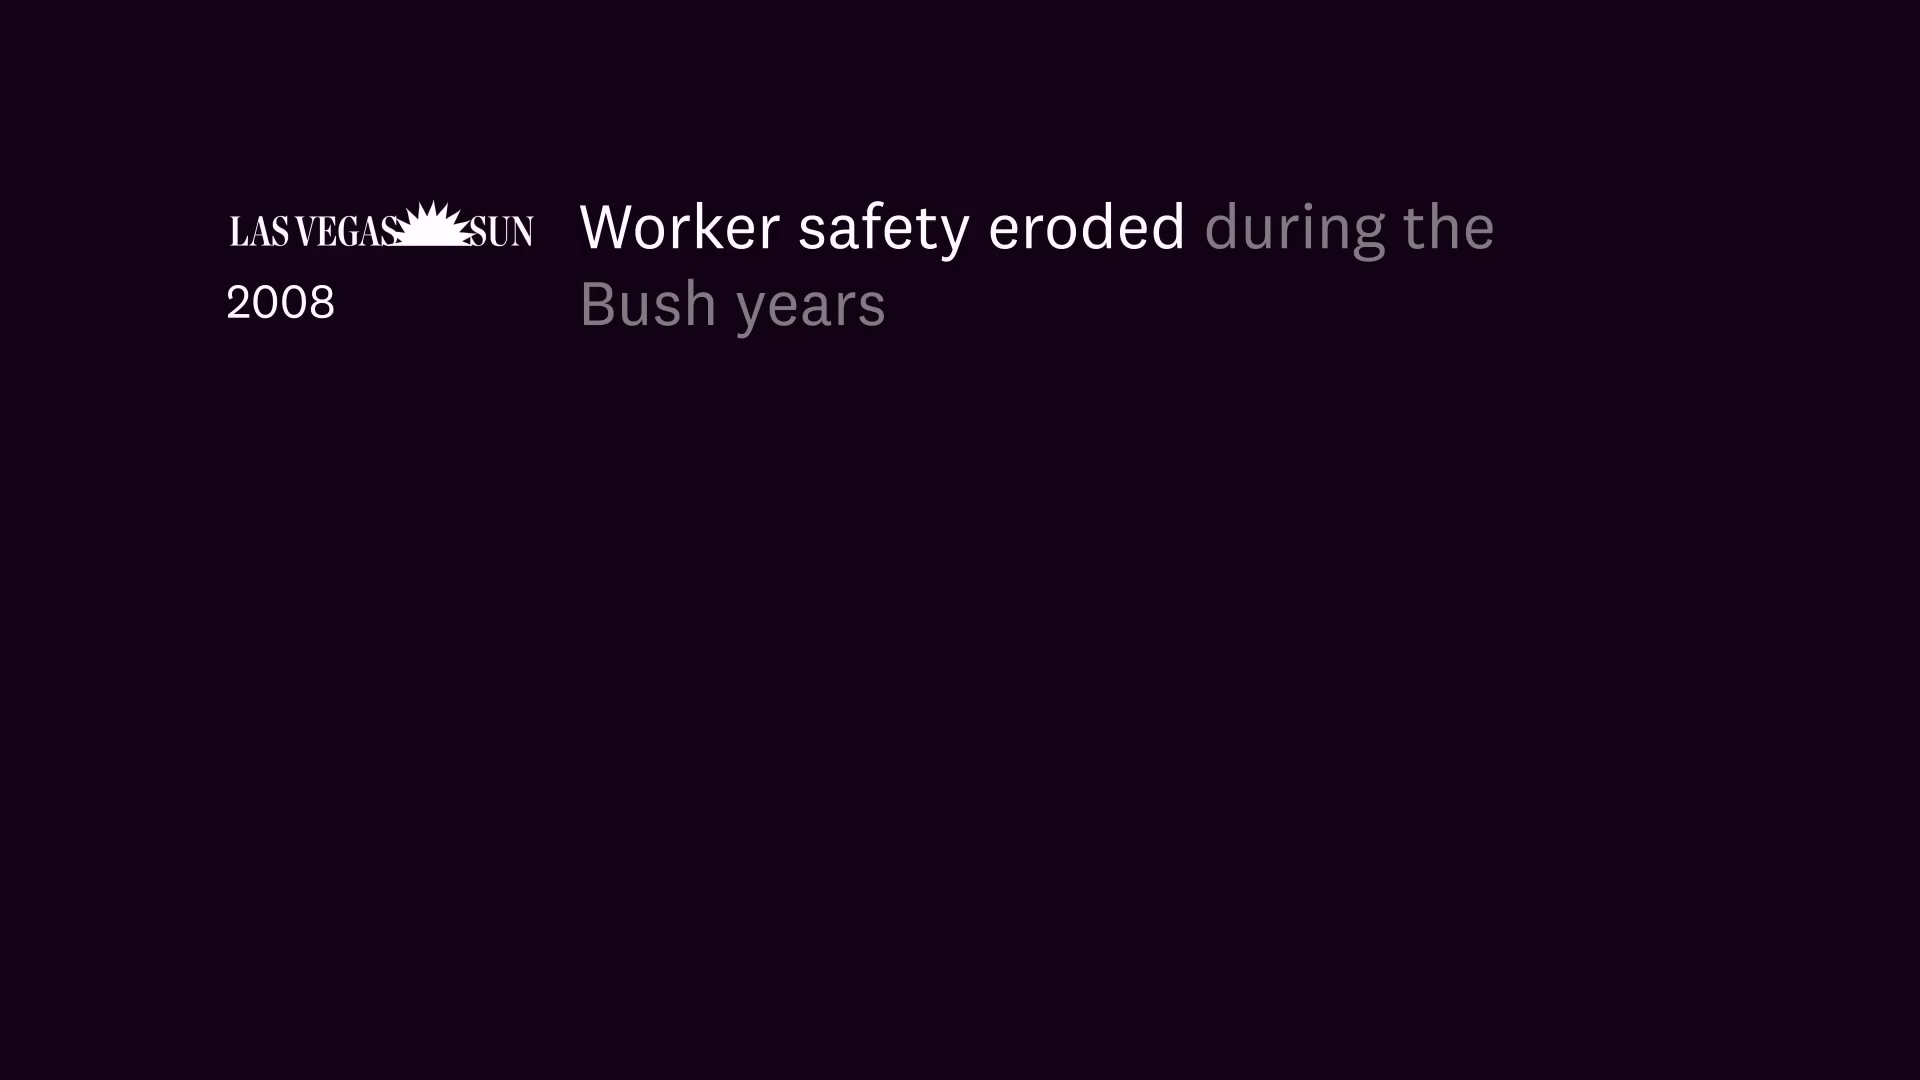 LAS VEGAS SUN
2008
Worker safety eroded during the
Bush years